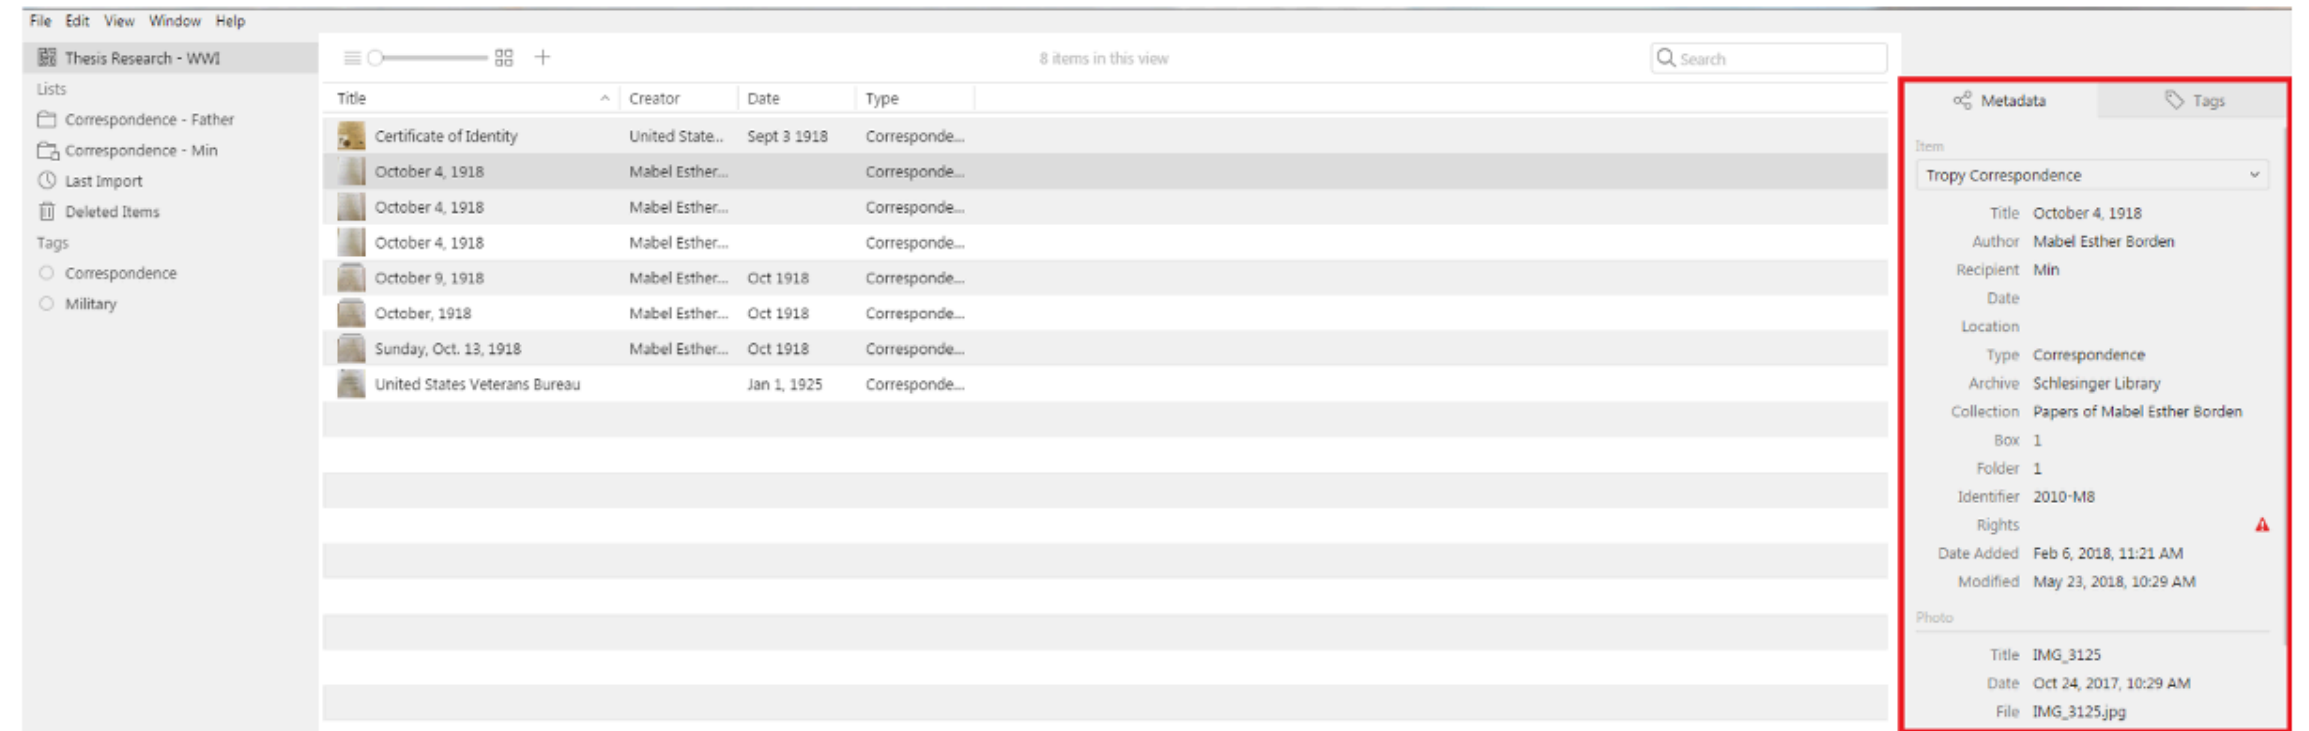 File Edit View Window Help
Thesis Research - WWI
Lists
Correspondence - Father
Correspondence - Min
Last Import
Deleted Items
Tags
Correspondence
Military
8 items in this view
Search
Title Creator Date Type
Certificate of Identity United State... Sept 3 1918 Corresponde...
October 4, 1918 Mabel Esther... Corresponde...
October 4, 1918 Mabel Esther... Corresponde...
October 4, 1918 Mabel Esther... Corresponde...
October 9, 1918 Mabel Esther... Oct 1918 Corresponde...
October, 1918 Mabel Esther... Oct 1918 Corresponde...
Sunday, Oct. 13, 1918 Mabel Esther... Oct 1918 Corresponde...
United States Veterans Bureau Jan 1, 1925 Corresponde...
Metadata Tags
Item
Tropy Correspondence
Title October 4, 1918
Author Mabel Esther Borden
Recipient Min
Date
Location
Type Correspondence
Archive Schlesinger Library
Collection Papers of Mabel Esther Borden
Box 1
Folder 1
Identifier 2010-M8
Rights
Date Added Feb 6, 2018, 11:21 AM
Modified May 23, 2018, 10:29 AM
Photo
Title IMG_3125
Date Oct 24, 2017, 10:29 AM
File IMG_3125.jpg